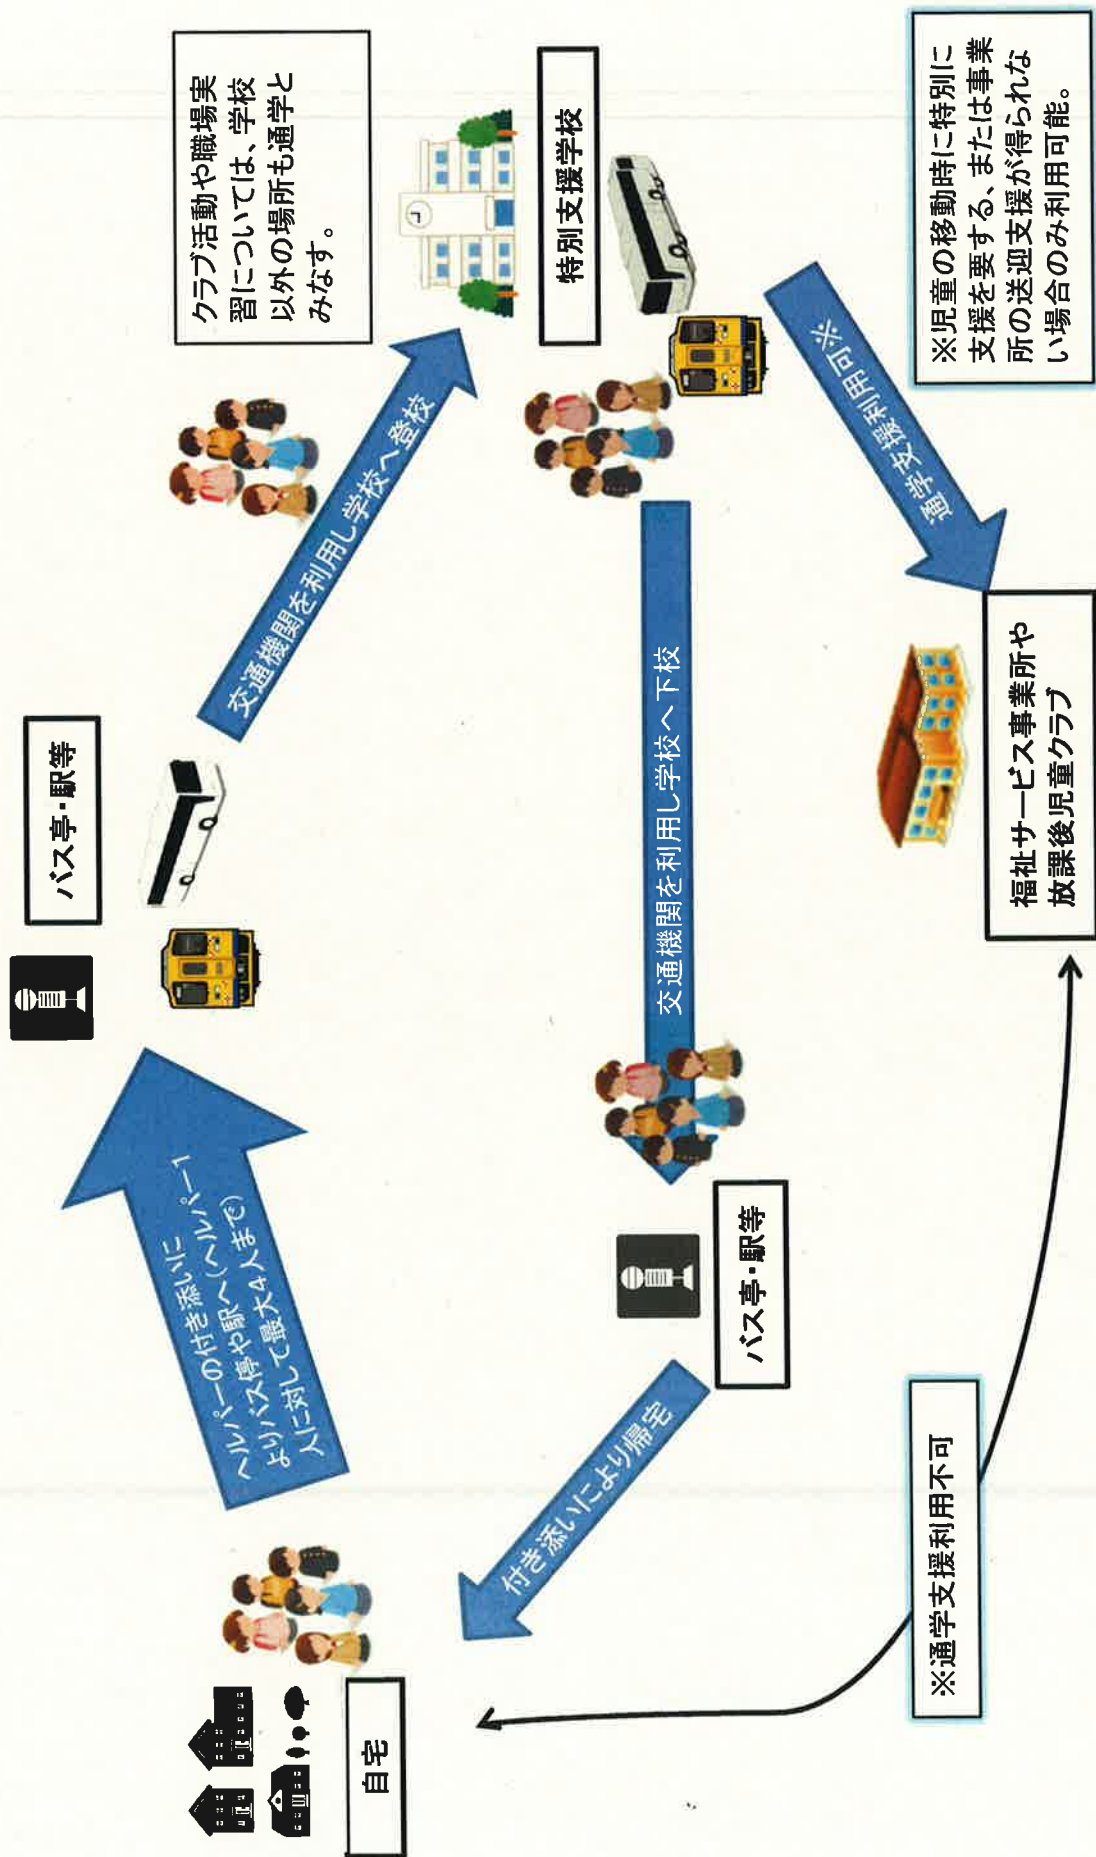 バス亭・駅等
クラブ活動や職場実
習については、学校
以外の場所も通学と
みなす。
ヘルパーの付き添いに
よりバス停や駅へ(ヘルパー1
人に対して最大4人まで)
交通機関を利用し学校へ登校
自宅
特別支援学校
付き添いにより帰宅
バス亭・駅等
交通機関を利用し学校へ下校
通学支援利用可※
※通学支援利用不可
福祉サービス事業所や
放課後児童クラブ
※児童の移動時に特別に
支援を要する、または事業
所の送迎支援が得られな
い場合のみ利用可能。